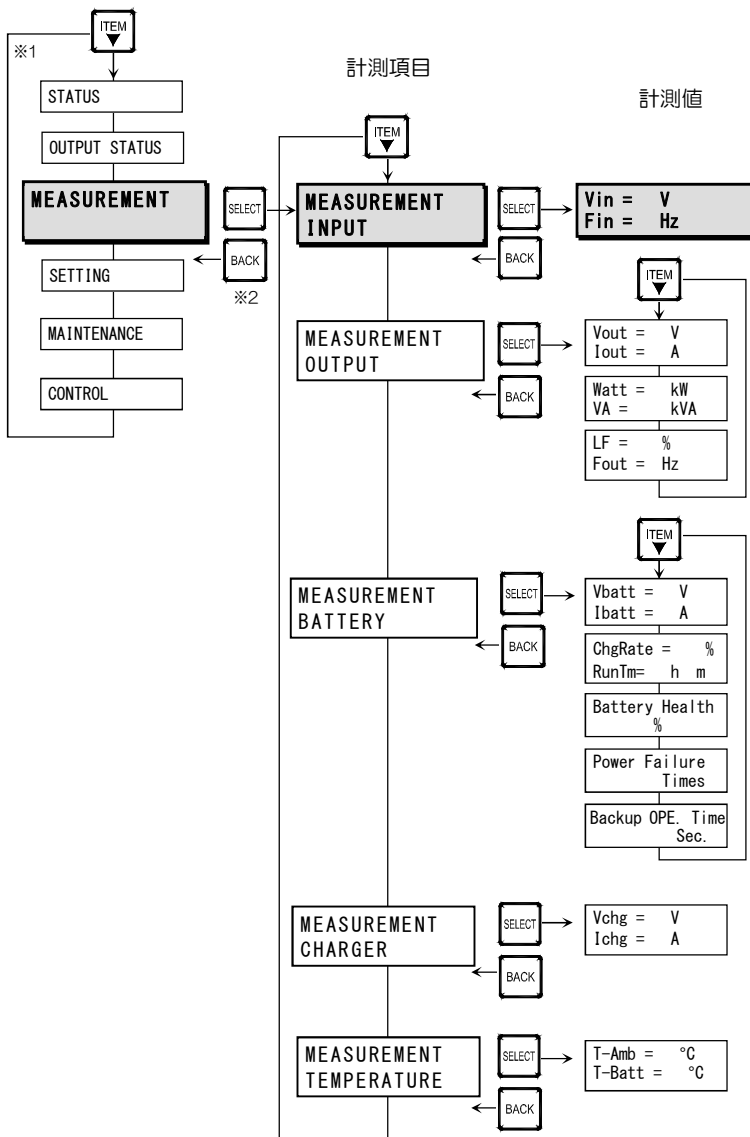 ITEM
※1
計測項目
計測値
STATUS
OUTPUT STATUS
MEASUREMENT
SELECT
BACK
※2
SETTING
MAINTENANCE
CONTROL
ITEM
MEASUREMENT
INPUT
SELECT
BACK
Vin = V
Fin = Hz
MEASUREMENT
OUTPUT
SELECT
BACK
ITEM
Vout = V
Iout = A
Watt = kW
VA = kVA
LF = %
Fout = Hz
MEASUREMENT
BATTERY
SELECT
BACK
ITEM
Vbatt = V
Ibatt = A
ChgRate = %
RunTm= h m
Battery Health
%
Power Failure
Times
Backup OPE. Time
Sec.
MEASUREMENT
CHARGER
SELECT
BACK
Vchg = V
Ichg = A
MEASUREMENT
TEMPERATURE
SELECT
BACK
T-Amb = °C
T-Batt = °C